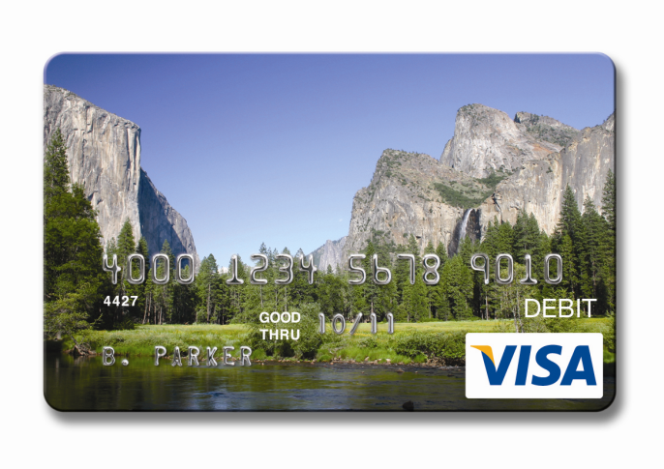 4000 1234 5678 9010
4427
DEBIT
GOOD THRU 10/11
B. PARKER
VISA